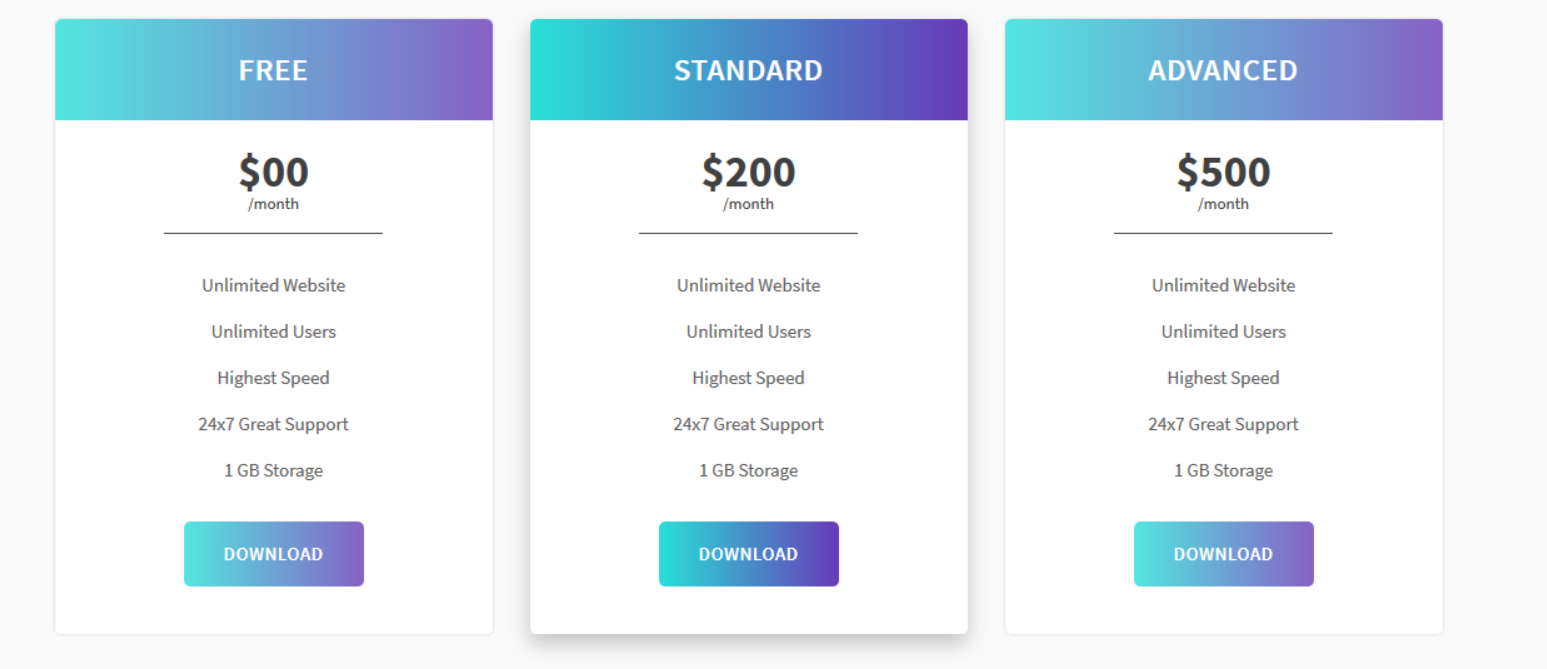 FREE
$00
/month
Unlimited Website
Unlimited Users
Highest Speed
24x7 Great Support
1 GB Storage
DOWNLOAD
STANDARD
$200
/month
Unlimited Website
Unlimited Users
Highest Speed
24x7 Great Support
1 GB Storage
DOWNLOAD
ADVANCED
$500
/month
Unlimited Website
Unlimited Users
Highest Speed
24x7 Great Support
1 GB Storage
DOWNLOAD